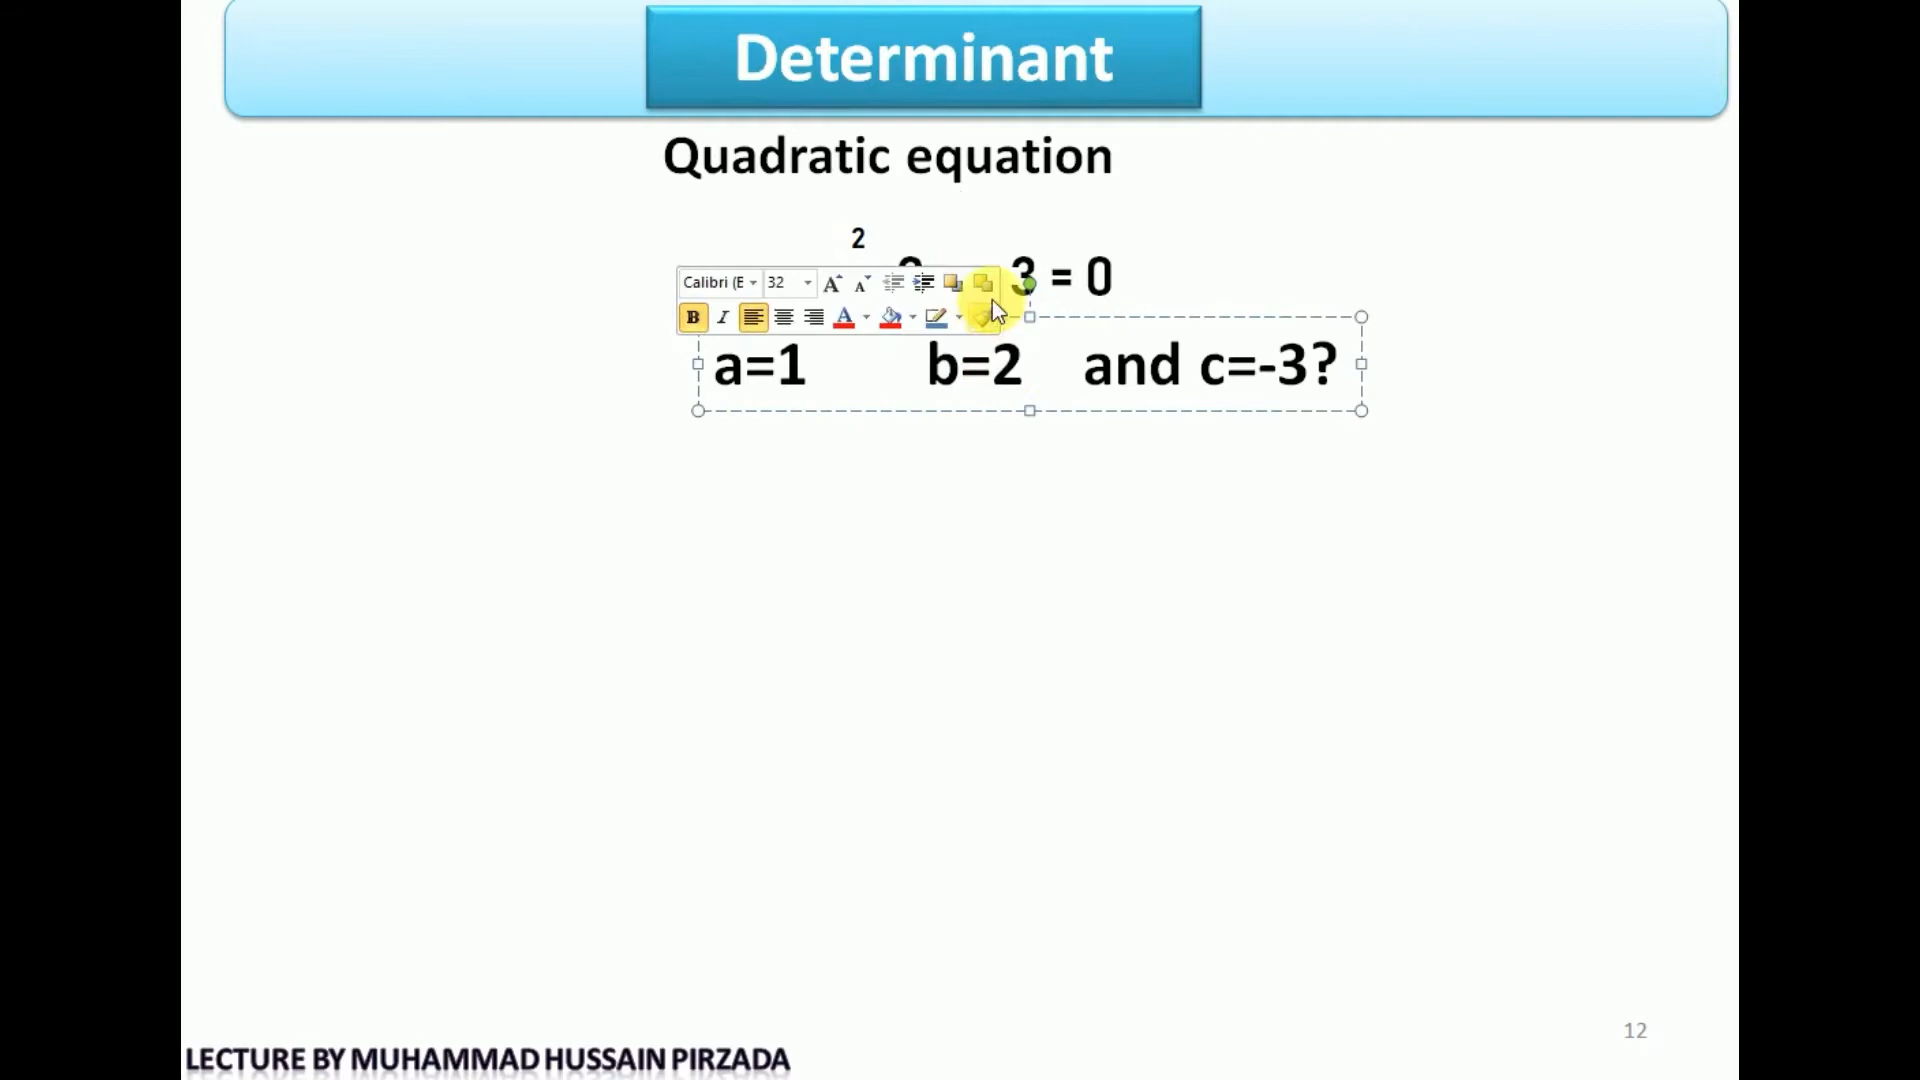 Determinant
Quadratic equation
2
3 = 0
Calibri (E 32 A A
B I A
a=1 b=2 and c=-3?
12
LECTURE BY MUHAMMAD HUSSAIN PIRZADA